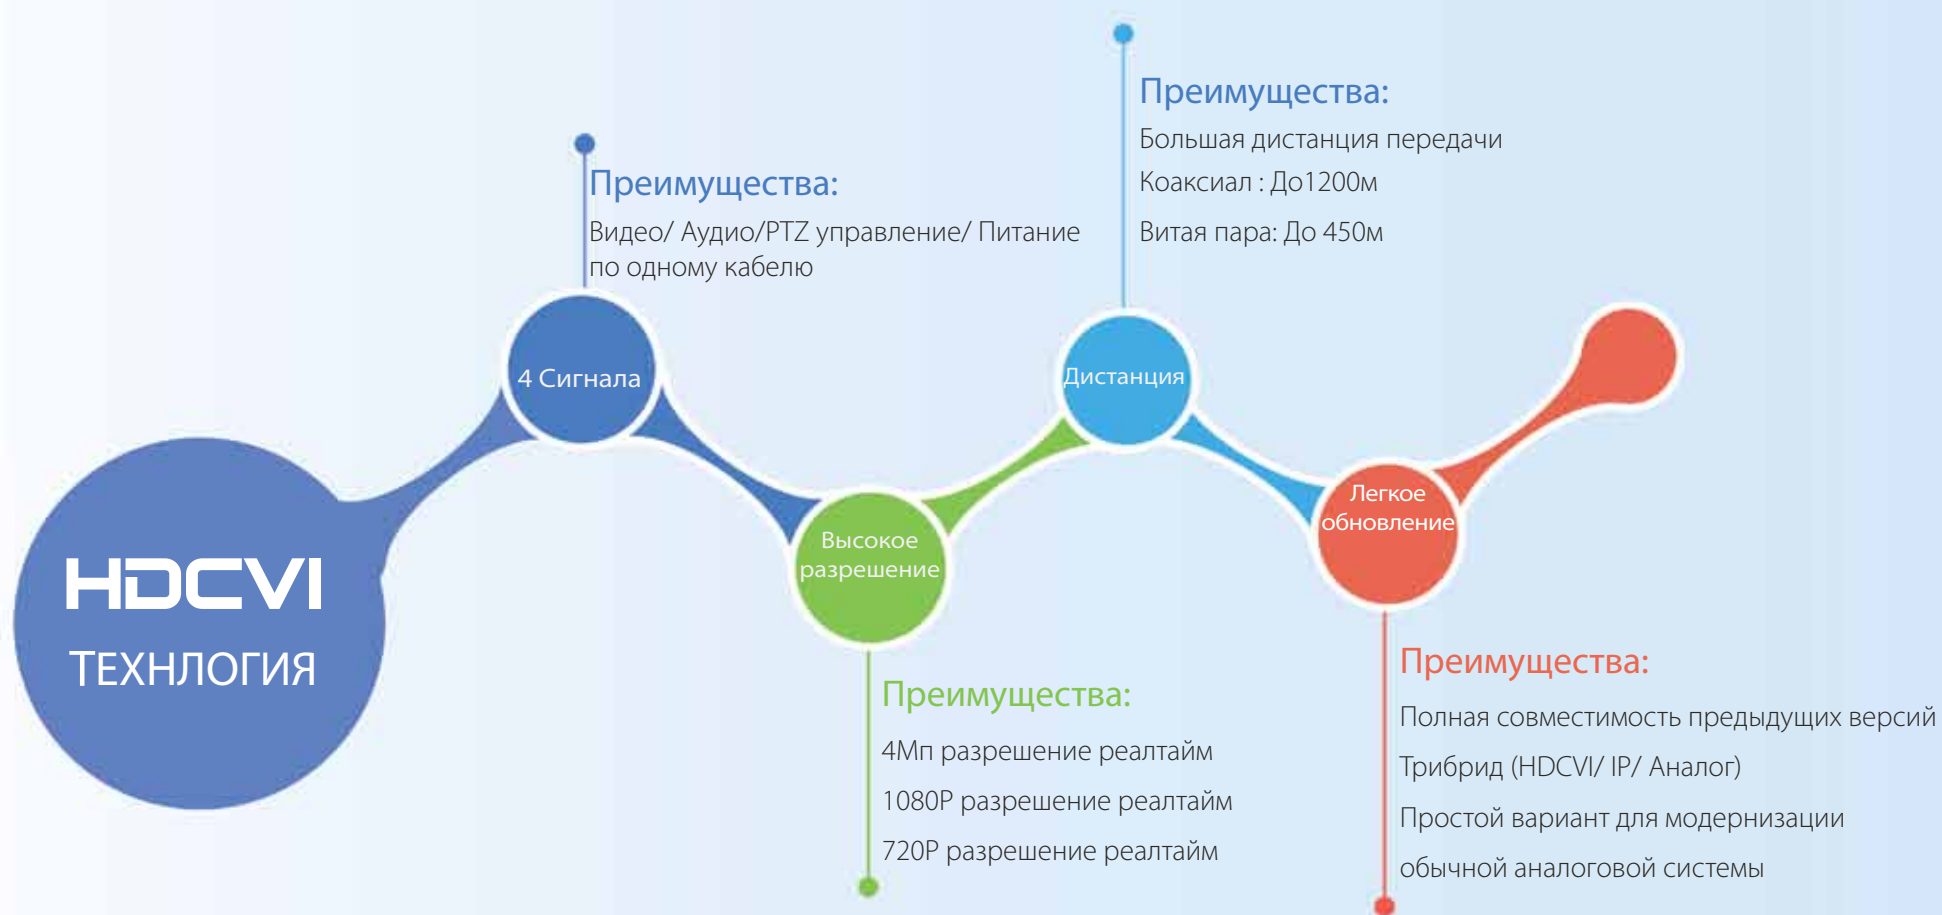 HDCVI
ТЕХНЛОГИЯ
4 Сигнала
Преимущества:
Видео/ Аудио/PTZ управление/ Питание
по одному кабелю
Высокое
разрешение
Преимущества:
4Мп разрешение реалтайм
1080P разрешение реалтайм
720P разрешение реалтайм
Дистанция
Преимущества:
Большая дистанция передачи
Коаксиал : До1200м
Витая пара: До 450м
Легкое
обновление
Преимущества:
Полная совместимость предыдущих версий
Трибрид (HDCVI/ IP/ Аналог)
Простой вариант для модернизации
обычной аналоговой системы